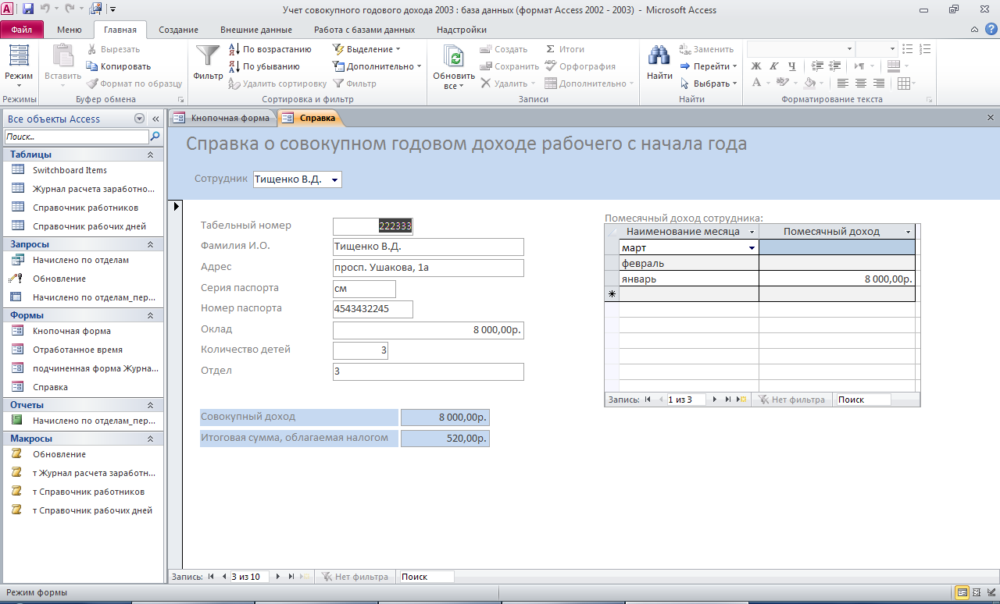 Учет совокупного годового дохода 2003 : база данных (формат Access 2002 - 2003) - Microsoft Access
Файл Меню Главная Создание Внешние данные Работа с базами данных Надстройки
Режим
Режимы
Вставить
Вырезать
Копировать
Формат по образцу
Буфер обмена
Фильтр
По возрастанию
По убыванию
Удалить сортировку
Выделение
Дополнительно
Фильтр
Сортировка и фильтр
Обновить
все
Создать
Сохранить
Удалить
Итоги
Орфография
Дополнительно
Записи
Найти
Заменить
Перейти
Выбрать
Найти
Ж К Ч
А
Форматирование текста
Все объекты Access
Поиск...
Таблицы
Switchboard Items
Журнал расчета заработно...
Справочник работников
Справочник рабочих дней
Запросы
Начислено по отделам
Обновление
Начислено по отделам_пер...
Формы
Кнопочная форма
Отработанное время
подчиненная форма Журна...
Справка
Отчеты
Начислено по отделам_пер...
Макросы
Обновление
т Журнал расчета заработн...
т Справочник работников
т Справочник рабочих дней
Кнопочная форма Справка
Справка о совокупном годовом доходе рабочего с начала года
Сотрудник Тищенко В.Д.
Табельный номер 222333
Фамилия И.О. Тищенко В.Д.
Адрес просп. Ушакова, 1а
Серия паспорта см
Номер паспорта 4543432245
Оклад 8 000,00р.
Количество детей 3
Отдел 3
Совокупный доход 8 000,00р.
Итоговая сумма, облагаемая налогом 520,00р.
Помесячный доход сотрудника:
Наименование месяца Помесячный доход
март
февраль
январь 8 000,00р.
Запись: 1 из 3 Нет фильтра Поиск
Запись: 3 из 10 Нет фильтра Поиск
Режим формы